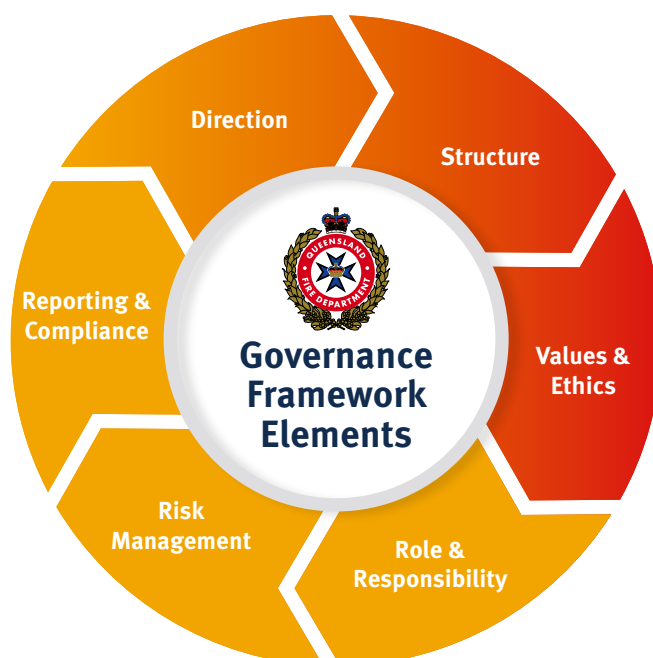 Direction
Structure
Values &
Ethics
Role &
Responsibility
Risk
Management
Reporting &
Compliance
QUEENSLAND
FIRE DEPARTMENT
Governance
Framework
Elements